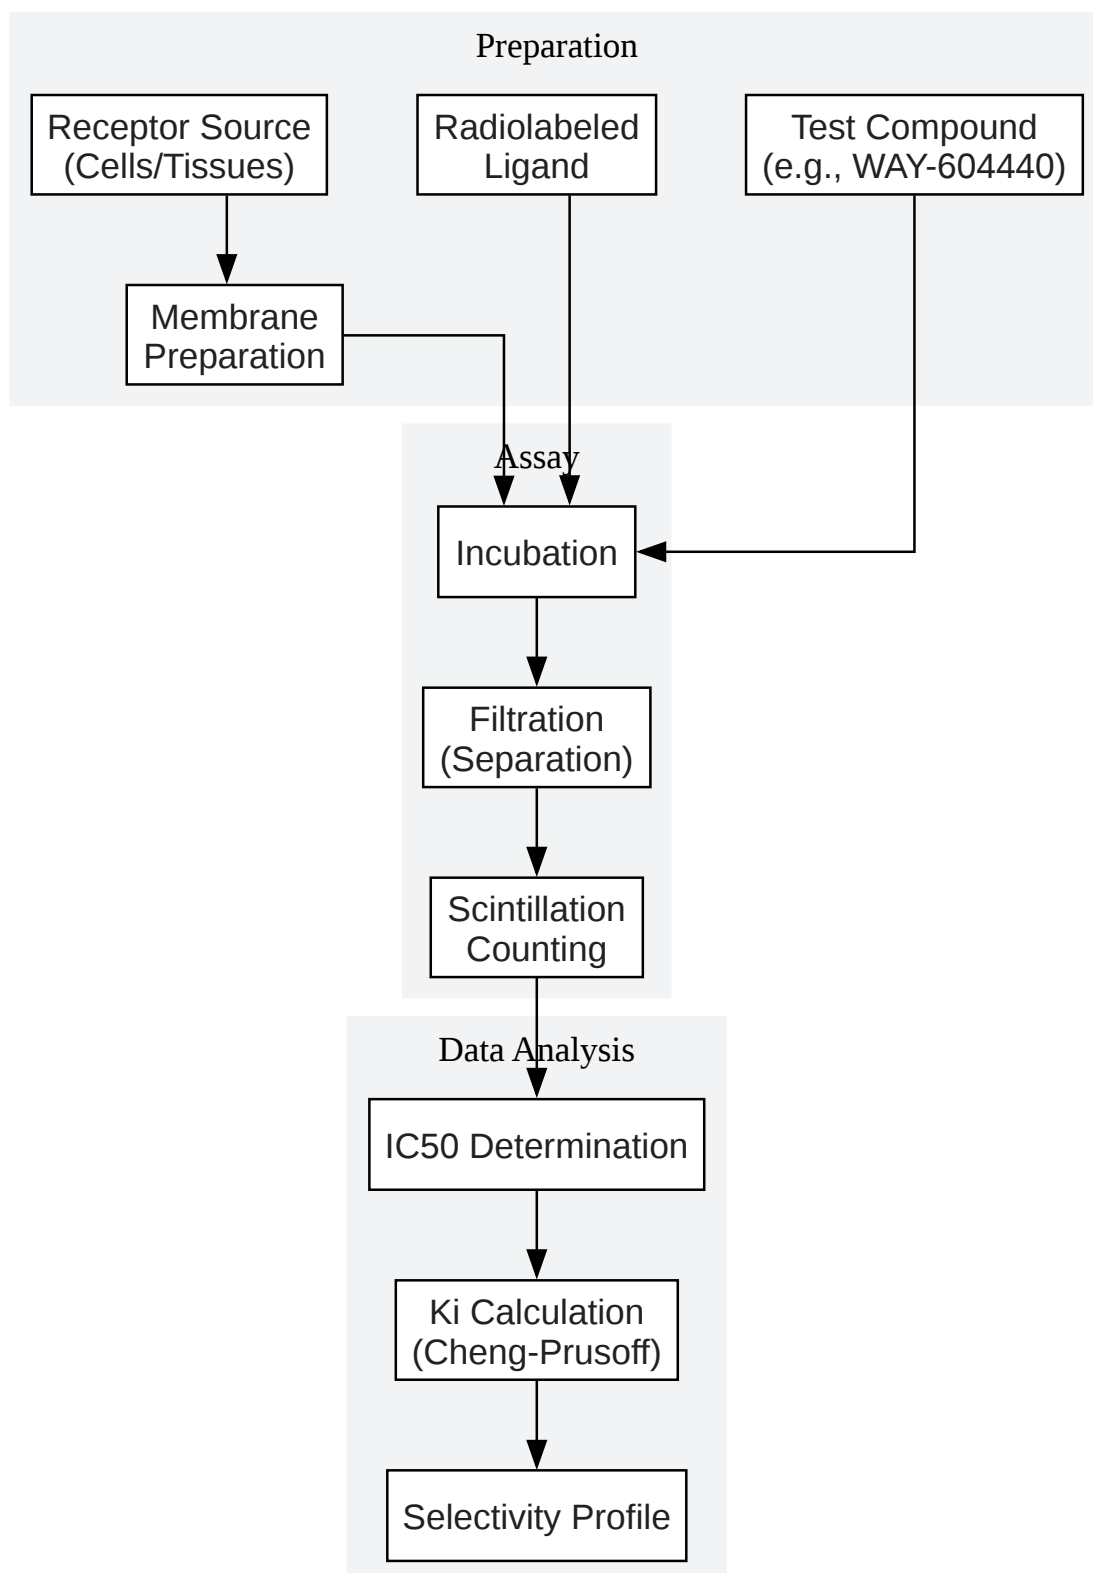 Preparation
Receptor Source
(Cells/Tissues)
Radiolabeled
Ligand
Test Compound
(e.g., WAY-604440)
Membrane
Preparation
Assay
Incubation
Filtration
(Separation)
Scintillation
Counting
Data Analysis
IC50 Determination
Ki Calculation
(Cheng-Prusoff)
Selectivity Profile